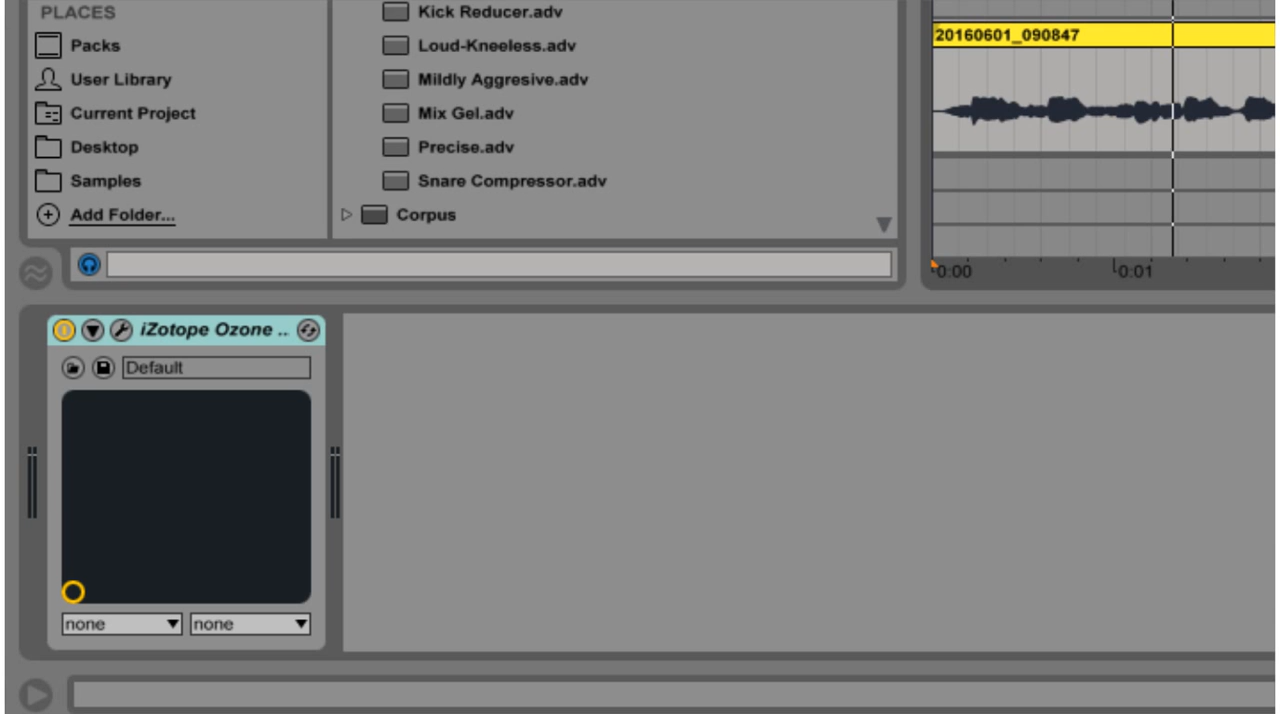 PLACES
Packs
User Library
Current Project
Desktop
Samples
Add Folder...
Kick Reducer.adv
Loud-Kneeless.adv
Mildly Aggresive.adv
Mix Gel.adv
Precise.adv
Snare Compressor.adv
Corpus
20160601_090847
0:00
0:01
iZotope Ozone ..
Default
none
none